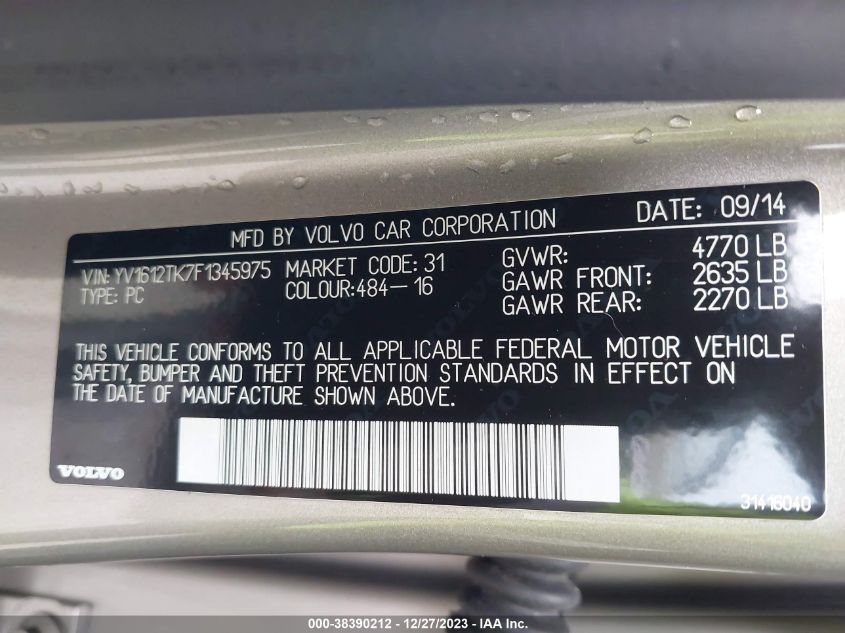 DATE: 09/14
MFD BY VOLVO CAR CORPORATION
VIN: YV1612TK7F1345975 MARKET CODE: 31 GVWR: 4770 LB
TYPE: PC COLOUR:484-16 GAWR FRONT: 2635 LB
GAWR REAR: 2270 LB
THIS VEHICLE CONFORMS TO ALL APPLICABLE FEDERAL MOTOR VEHICLE
SAFETY, BUMPER AND THEFT PREVENTION STANDARDS IN EFFECT ON
THE DATE OF MANUFACTURE SHOWN ABOVE.
VOLVO
31416040
000-38390212 - 12/27/2023 - IAA Inc.